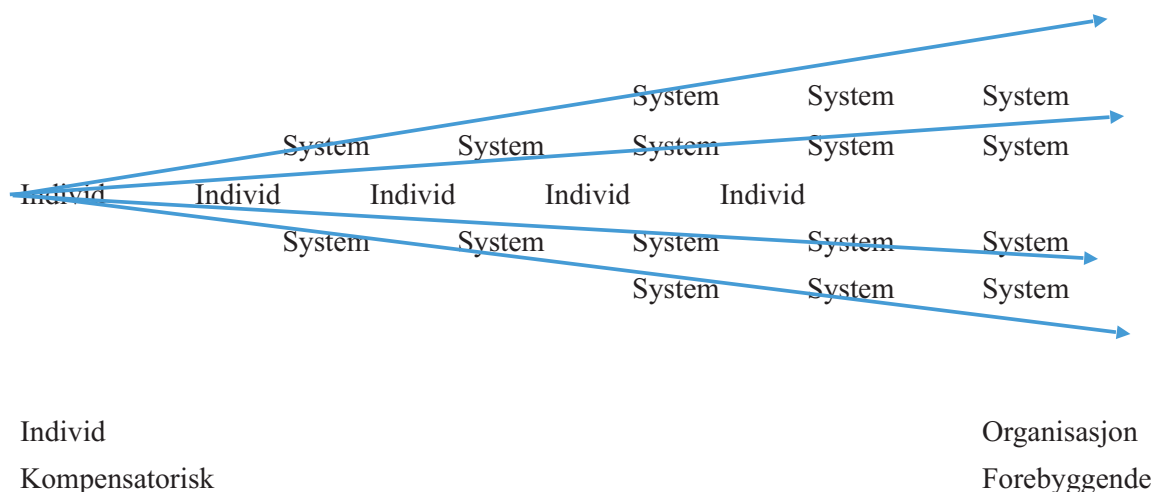 System System System
System System System System System
Individ Individ Individ Individ Individ
System System System System System
System System System
Individ Organisasjon
Kompensatorisk Forebyggende